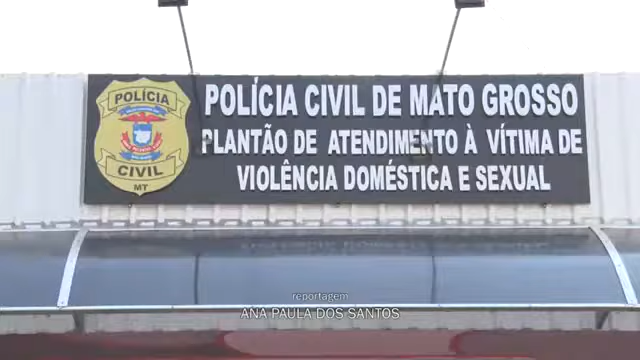 POLÍCIA CIVIL DE MATO GROSSO
PLANTÃO DE ATENDIMENTO À VÍTIMA DE
VIOLÊNCIA DOMÉSTICA E SEXUAL
POLÍCIA
CIVIL
MT
reportagem
ANA PAULA DOS SANTOS